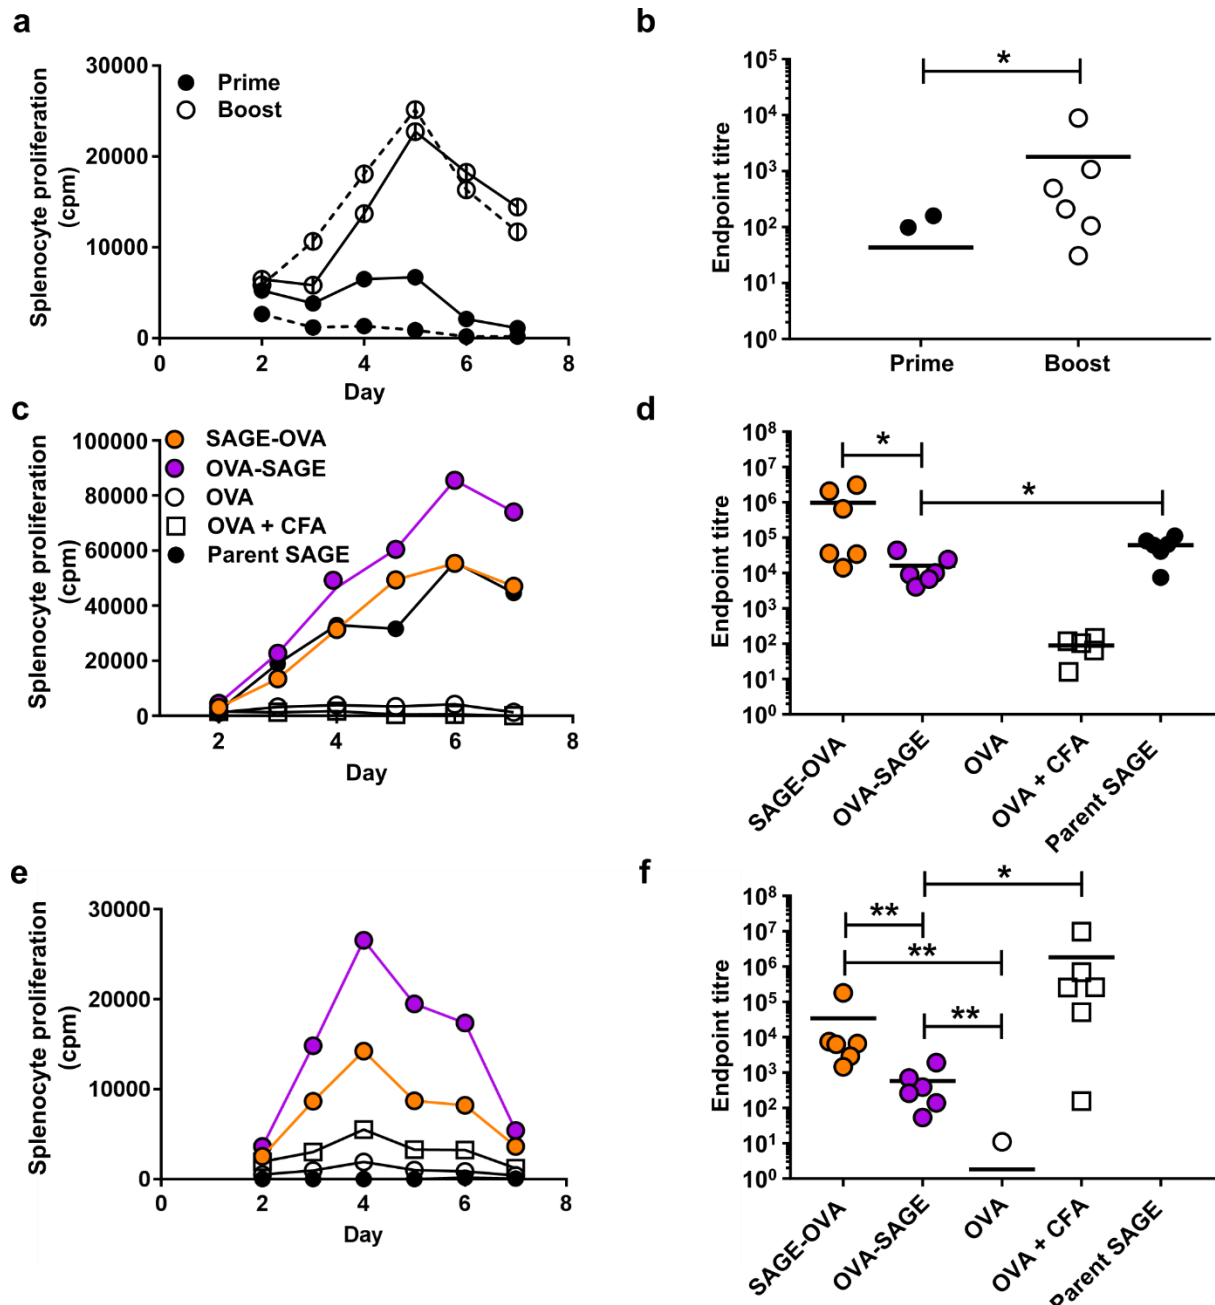 a
Splenocyte proliferation
(cpm)
30000
20000
10000
0
Prime
Boost
0 2 4 6 8
Day
b
Endpoint titre
10^5
10^4
10^3
10^2
10^1
10^0
*
Prime Boost
c
Splenocyte proliferation
(cpm)
100000
80000
60000
40000
20000
0
SAGE-OVA
OVA-SAGE
OVA
OVA + CFA
Parent SAGE
2 4 6 8
Day
d
Endpoint titre
10^8
10^7
10^6
10^5
10^4
10^3
10^2
10^1
10^0
*
*
SAGE-OVA
OVA-SAGE
OVA
OVA + CFA
Parent SAGE
e
Splenocyte proliferation
(cpm)
30000
20000
10000
0
0 2 4 6 8
Day
f
Endpoint titre
10^8
10^7
10^6
10^5
10^4
10^3
10^2
10^1
10^0
*
**
**
**
SAGE-OVA
OVA-SAGE
OVA
OVA + CFA
Parent SAGE